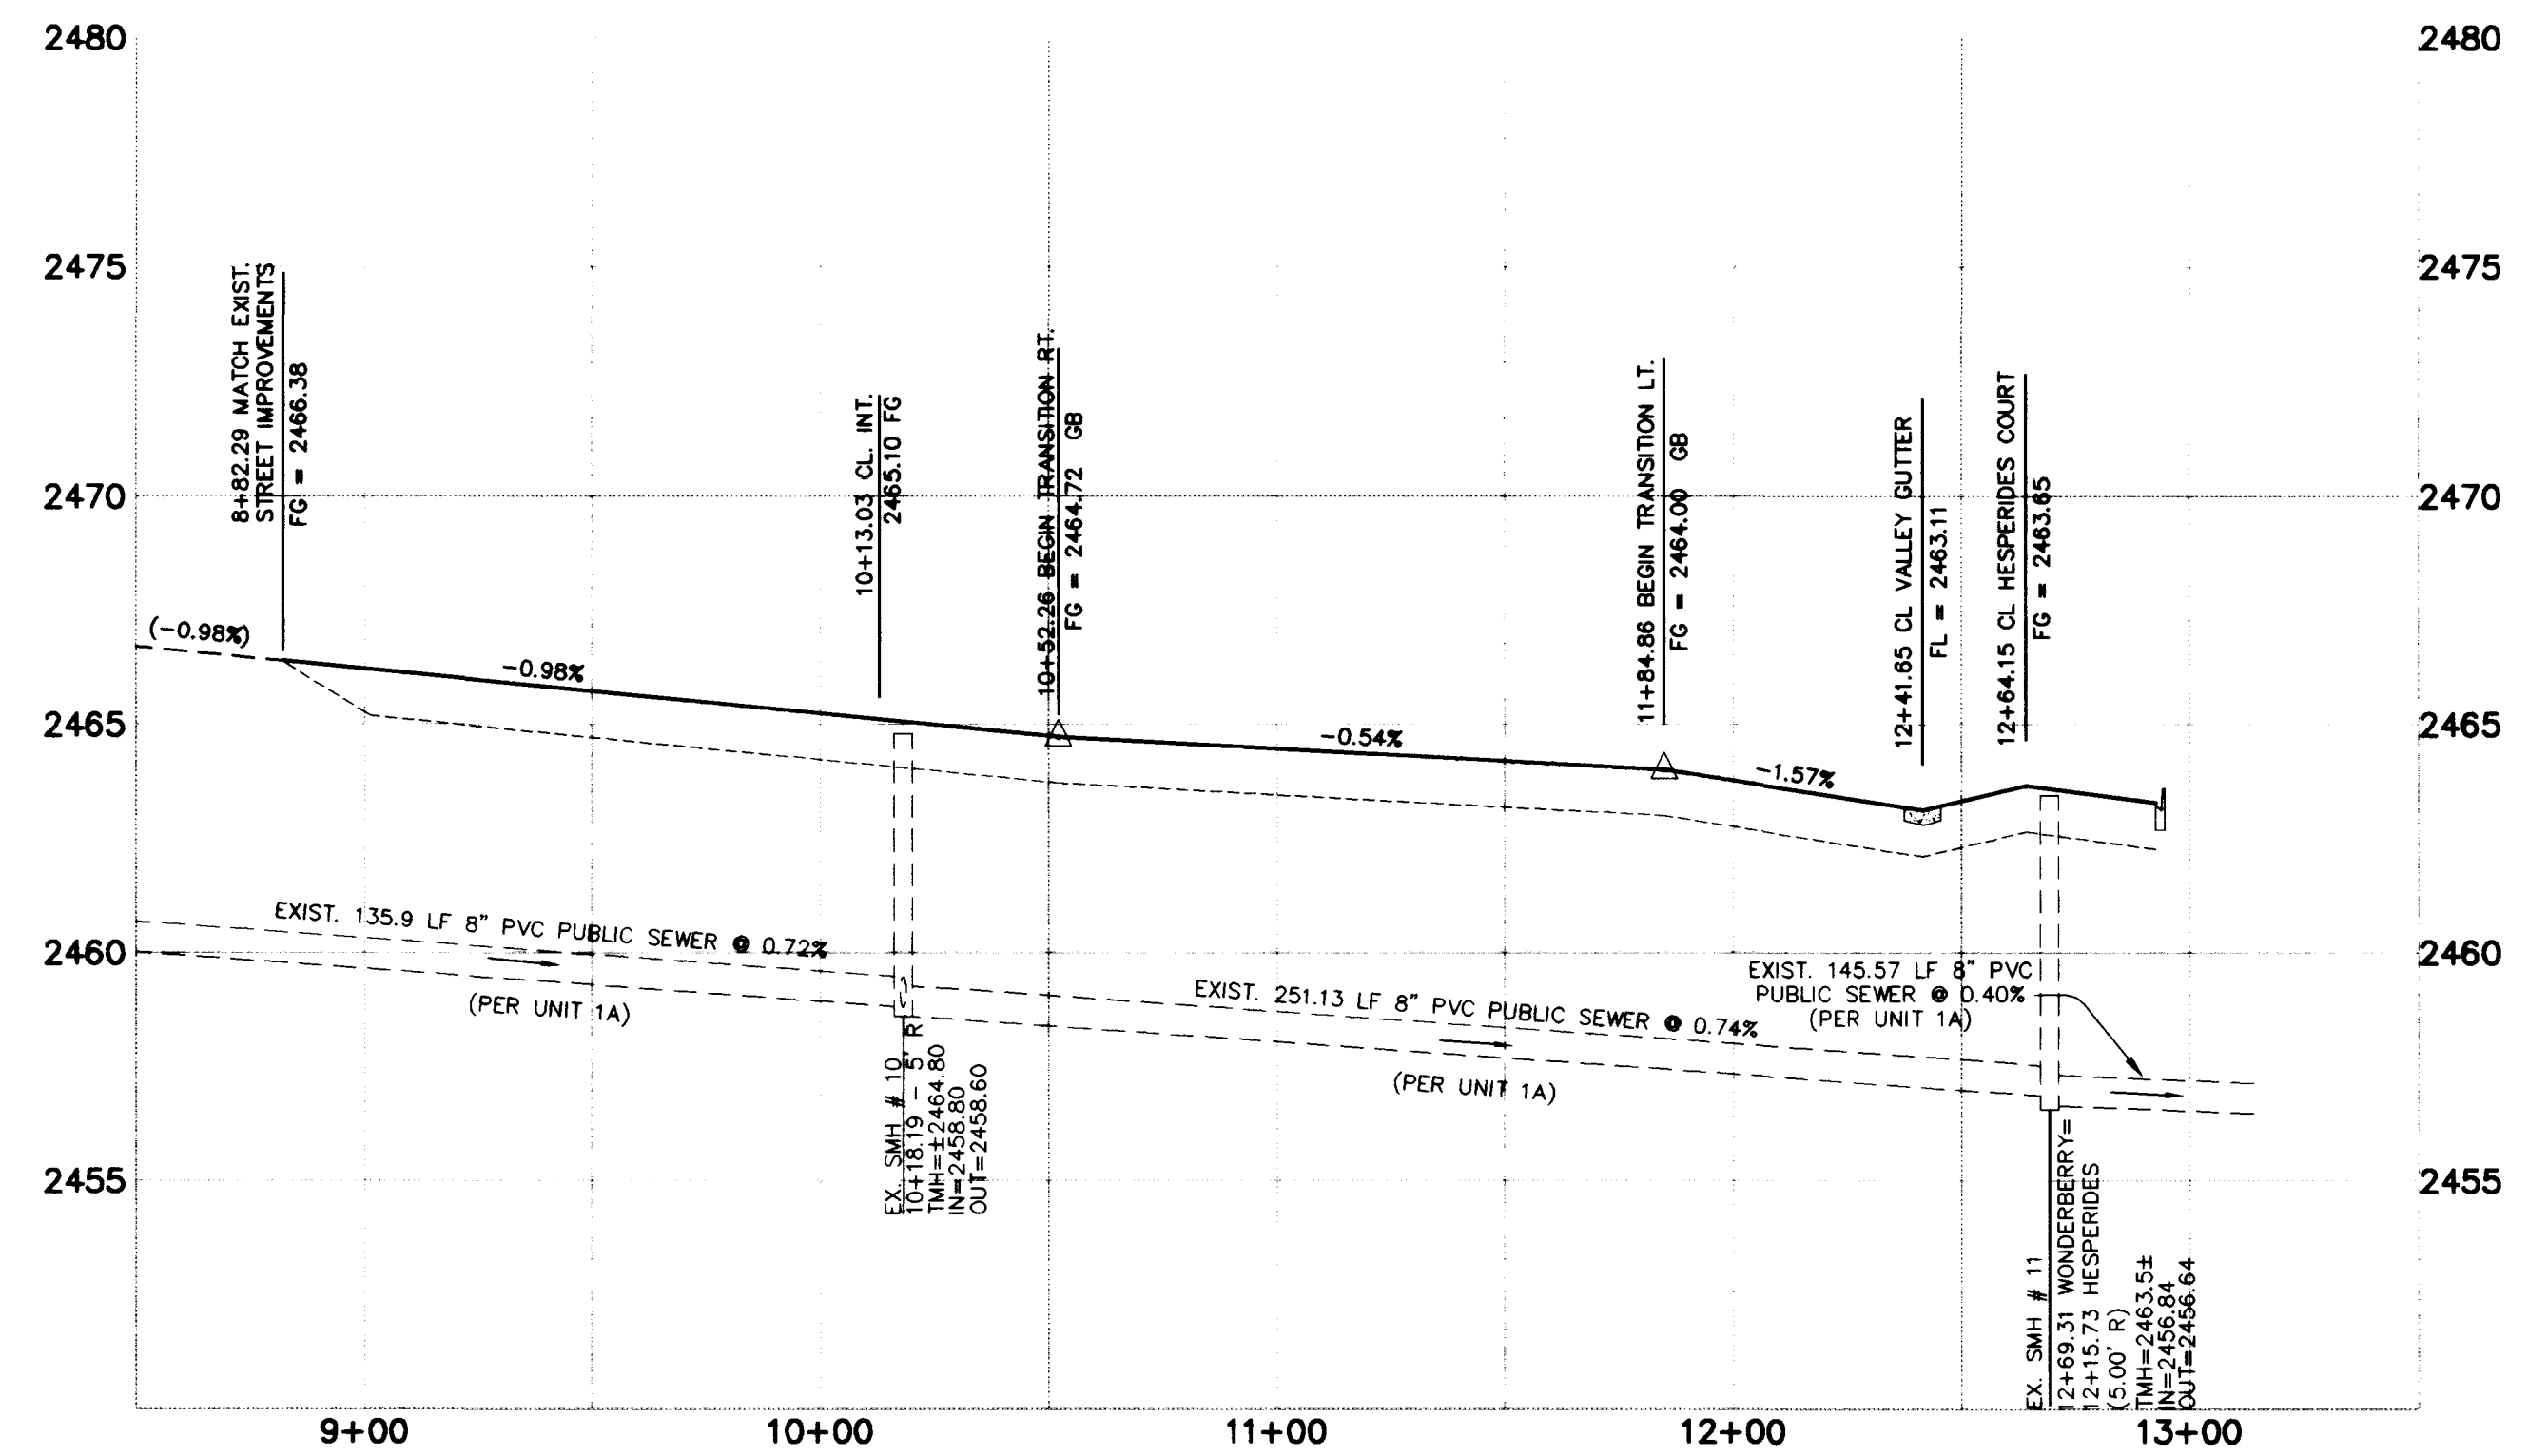 2480
2480
2475
2475
2470
2470
2465
2465
2460
2460
2455
2455
8+82.29 MATCH EXIST.
STREET IMPROVEMENTS
FG = 2466.38
10+13.03 CL. INT.
2465.10 FG
10+52.26 BEGIN TRANSITION RT.
FG = 2464.72 GB
11+84.86 BEGIN TRANSITION LT.
FG = 2464.00 GB
12+41.65 CL VALLEY GUTTER
FL = 2463.11
12+64.15 CL HESPERIDES COURT
FG = 2463.65
(-0.98%)
-0.98%
-0.54%
-1.57%
EXIST. 135.9 LF 8" PVC PUBLIC SEWER @ 0.72%
(PER UNIT 1A)
EXIST. 251.13 LF 8" PVC PUBLIC SEWER @ 0.74%
(PER UNIT 1A)
EXIST. 145.57 LF 8" PVC
PUBLIC SEWER @ 0.40%
(PER UNIT 1A)
EX. SMH # 10
10+18.19 - 5' R
TMH=±2464.80
IN=2458.80
OUT=2458.60
EX. SMH # 11
12+69.31 WONDERBERRY=
12+15.73 HESPERIDES
(5.00' R)
TMH=2463.5±
IN=2456.84
OUT=2456.64
9+00
10+00
11+00
12+00
13+00